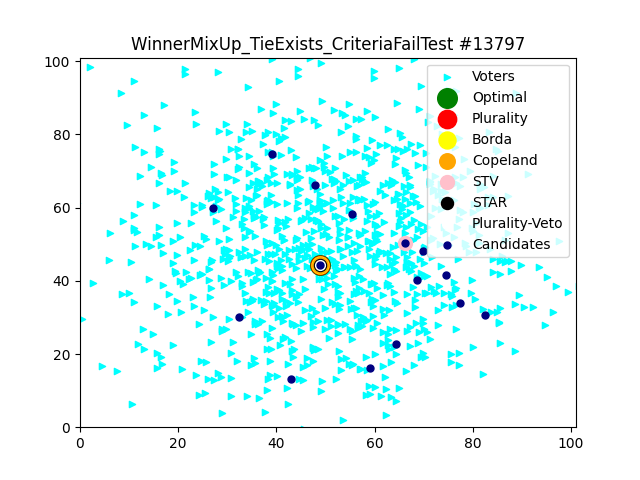 WinnerMixUp_TieExists_CriteriaFailTest #13797
100
80
60
40
20
0
0 20 40 60 80 100
Voters
Optimal
Plurality
Borda
Copeland
STV
STAR
Plurality-Veto
Candidates